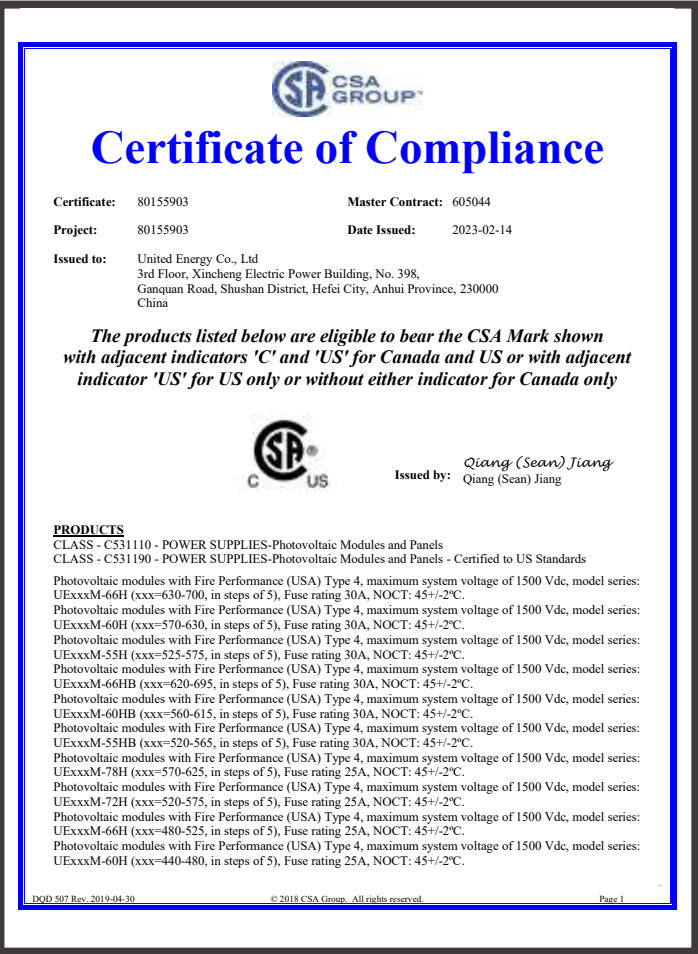 CSA
GROUP™
Certificate of Compliance
Certificate: 80155903 Master Contract: 605044
Project: 80155903 Date Issued: 2023-02-14
Issued to: United Energy Co., Ltd
3rd Floor, Xincheng Electric Power Building, No. 398,
Ganquan Road, Shushan District, Hefei City, Anhui Province, 230000
China
The products listed below are eligible to bear the CSA Mark shown
with adjacent indicators 'C' and 'US' for Canada and US or with adjacent
indicator 'US' for US only or without either indicator for Canada only
CSA ®
C US
Qiang (Sean) Jiang
Issued by: Qiang (Sean) Jiang
PRODUCTS
CLASS - C531110 - POWER SUPPLIES-Photovoltaic Modules and Panels
CLASS - C531190 - POWER SUPPLIES-Photovoltaic Modules and Panels - Certified to US Standards
Photovoltaic modules with Fire Performance (USA) Type 4, maximum system voltage of 1500 Vdc, model series:
UExxxM-66H (xxx=630-700, in steps of 5), Fuse rating 30A, NOCT: 45+/-2ºC.
Photovoltaic modules with Fire Performance (USA) Type 4, maximum system voltage of 1500 Vdc, model series:
UExxxM-60H (xxx=570-630, in steps of 5), Fuse rating 30A, NOCT: 45+/-2ºC.
Photovoltaic modules with Fire Performance (USA) Type 4, maximum system voltage of 1500 Vdc, model series:
UExxxM-55H (xxx=525-575, in steps of 5), Fuse rating 30A, NOCT: 45+/-2ºC.
Photovoltaic modules with Fire Performance (USA) Type 4, maximum system voltage of 1500 Vdc, model series:
UExxxM-66HB (xxx=620-695, in steps of 5), Fuse rating 30A, NOCT: 45+/-2ºC.
Photovoltaic modules with Fire Performance (USA) Type 4, maximum system voltage of 1500 Vdc, model series:
UExxxM-60HB (xxx=560-615, in steps of 5), Fuse rating 30A, NOCT: 45+/-2ºC.
Photovoltaic modules with Fire Performance (USA) Type 4, maximum system voltage of 1500 Vdc, model series:
UExxxM-55HB (xxx=520-565, in steps of 5), Fuse rating 30A, NOCT: 45+/-2ºC.
Photovoltaic modules with Fire Performance (USA) Type 4, maximum system voltage of 1500 Vdc, model series:
UExxxM-78H (xxx=570-625, in steps of 5), Fuse rating 25A, NOCT: 45+/-2ºC.
Photovoltaic modules with Fire Performance (USA) Type 4, maximum system voltage of 1500 Vdc, model series:
UExxxM-72H (xxx=520-575, in steps of 5), Fuse rating 25A, NOCT: 45+/-2ºC.
Photovoltaic modules with Fire Performance (USA) Type 4, maximum system voltage of 1500 Vdc, model series:
UExxxM-66H (xxx=480-525, in steps of 5), Fuse rating 25A, NOCT: 45+/-2ºC.
Photovoltaic modules with Fire Performance (USA) Type 4, maximum system voltage of 1500 Vdc, model series:
UExxxM-60H (xxx=440-480, in steps of 5), Fuse rating 25A, NOCT: 45+/-2ºC.
DQD 507 Rev. 2019-04-30 © 2018 CSA Group. All rights reserved. Page 1